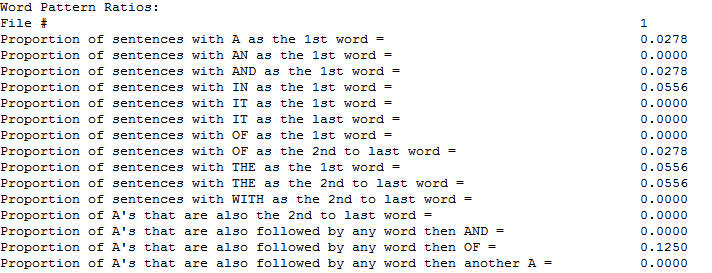 Word Pattern Ratios:
File # 1
Proportion of sentences with A as the 1st word = 0.0278
Proportion of sentences with AN as the 1st word = 0.0000
Proportion of sentences with AND as the 1st word = 0.0278
Proportion of sentences with IN as the 1st word = 0.0556
Proportion of sentences with IT as the 1st word = 0.0000
Proportion of sentences with IT as the last word = 0.0000
Proportion of sentences with OF as the 1st word = 0.0000
Proportion of sentences with OF as the 2nd to last word = 0.0278
Proportion of sentences with THE as the 1st word = 0.0556
Proportion of sentences with THE as the 2nd to last word = 0.0556
Proportion of sentences with WITH as the 2nd to last word = 0.0000
Proportion of A's that are also the 2nd to last word = 0.0000
Proportion of A's that are also followed by any word then AND = 0.0000
Proportion of A's that are also followed by any word then OF = 0.1250
Proportion of A's that are also followed by any word then another A = 0.0000